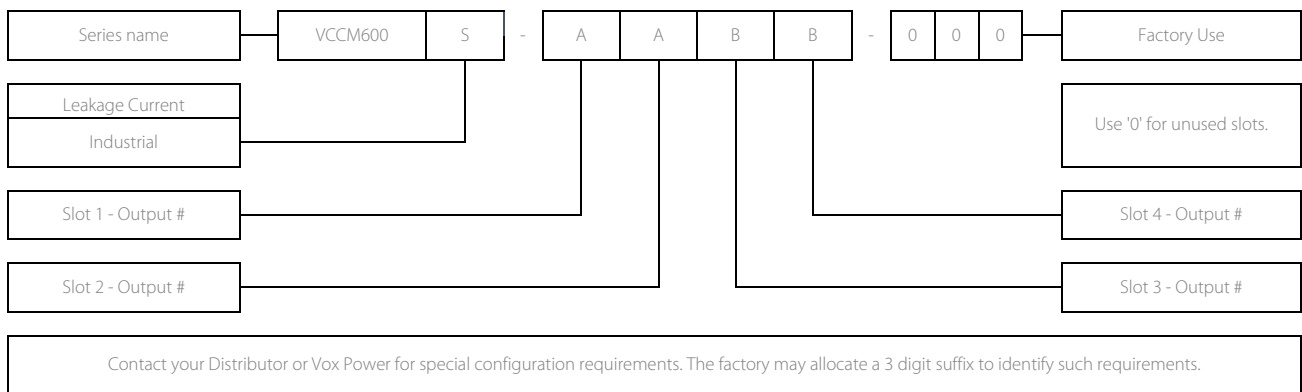 Series name VCCM600 S - A A B B - 0 0 0 Factory Use
Leakage Current
Industrial
Use '0' for unused slots.
Slot 1 - Output #
Slot 4 - Output #
Slot 2 - Output #
Slot 3 - Output #
Contact your Distributor or Vox Power for special configuration requirements. The factory may allocate a 3 digit suffix to identify such requirements.